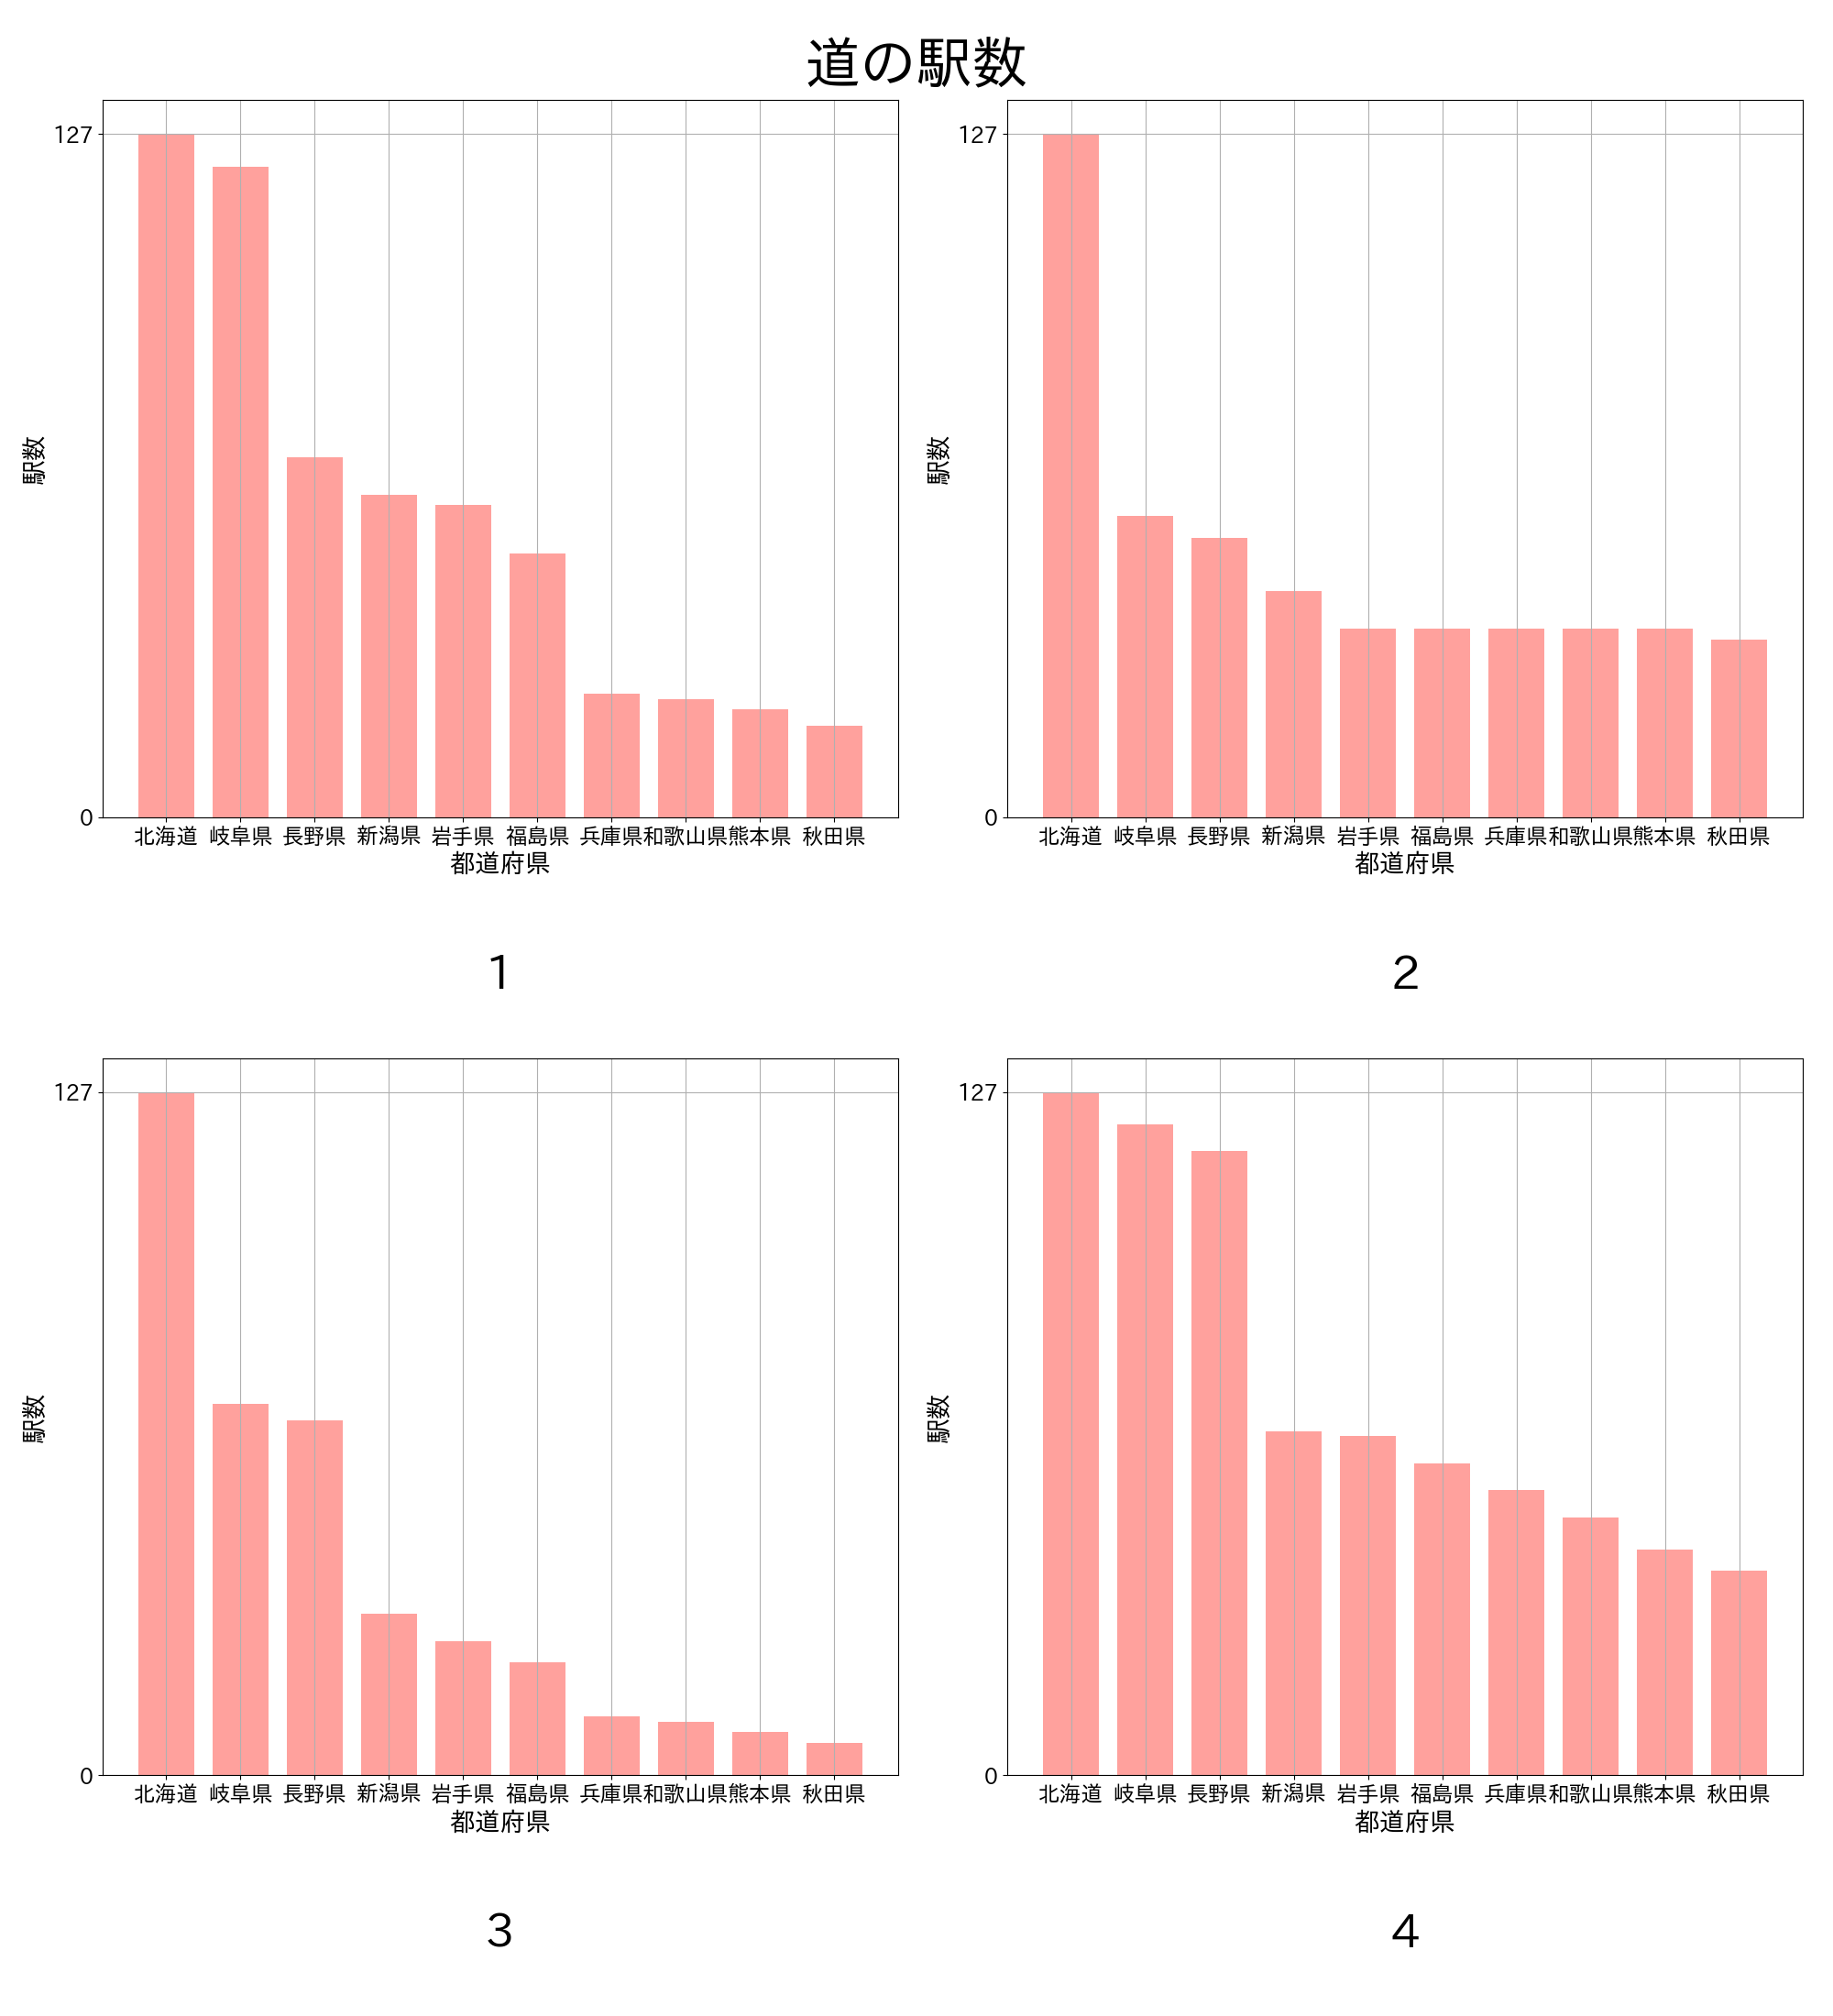 道の駅数
127
駅数
0
北海道 岐阜県 長野県 新潟県 岩手県 福島県 兵庫県 和歌山県 熊本県 秋田県
都道府県
1
127
駅数
0
北海道 岐阜県 長野県 新潟県 岩手県 福島県 兵庫県 和歌山県 熊本県 秋田県
都道府県
2
127
駅数
0
北海道 岐阜県 長野県 新潟県 岩手県 福島県 兵庫県 和歌山県 熊本県 秋田県
都道府県
3
127
駅数
0
北海道 岐阜県 長野県 新潟県 岩手県 福島県 兵庫県 和歌山県 熊本県 秋田県
都道府県
4